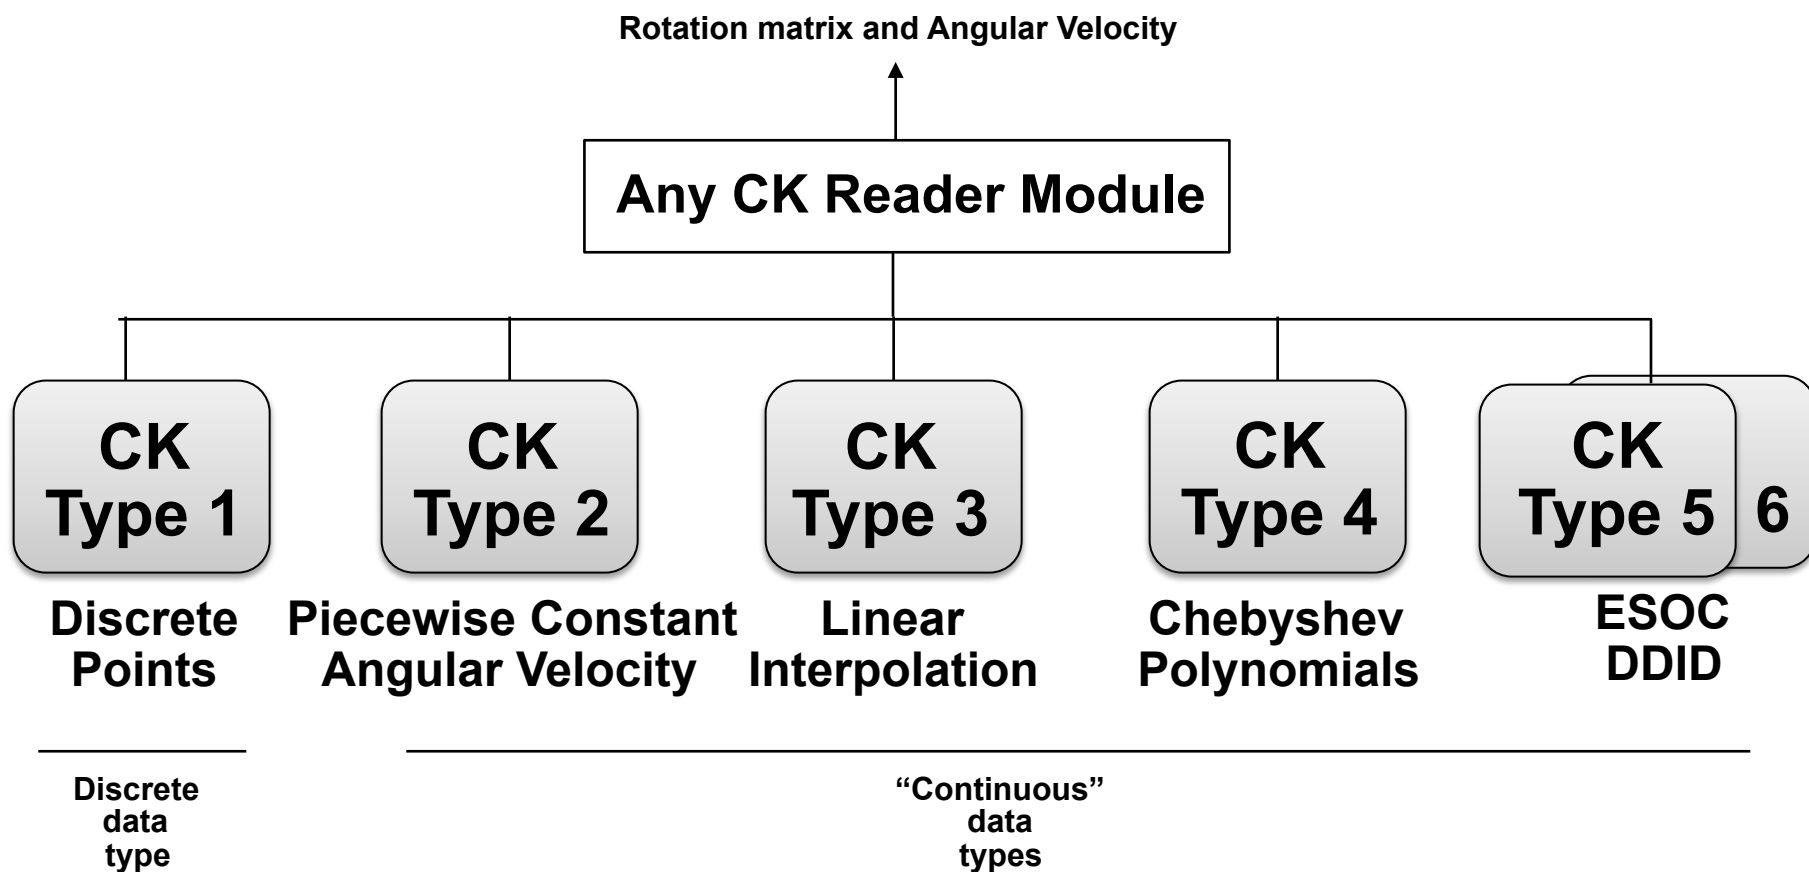 Rotation matrix and Angular Velocity
Any CK Reader Module
CK
Type 1
CK
Type 2
CK
Type 3
CK
Type 4
CK
Type 5
6
Discrete
Points
Piecewise Constant
Angular Velocity
Linear
Interpolation
Chebyshev
Polynomials
ESOC
DDID
Discrete
data
type
“Continuous”
data
types